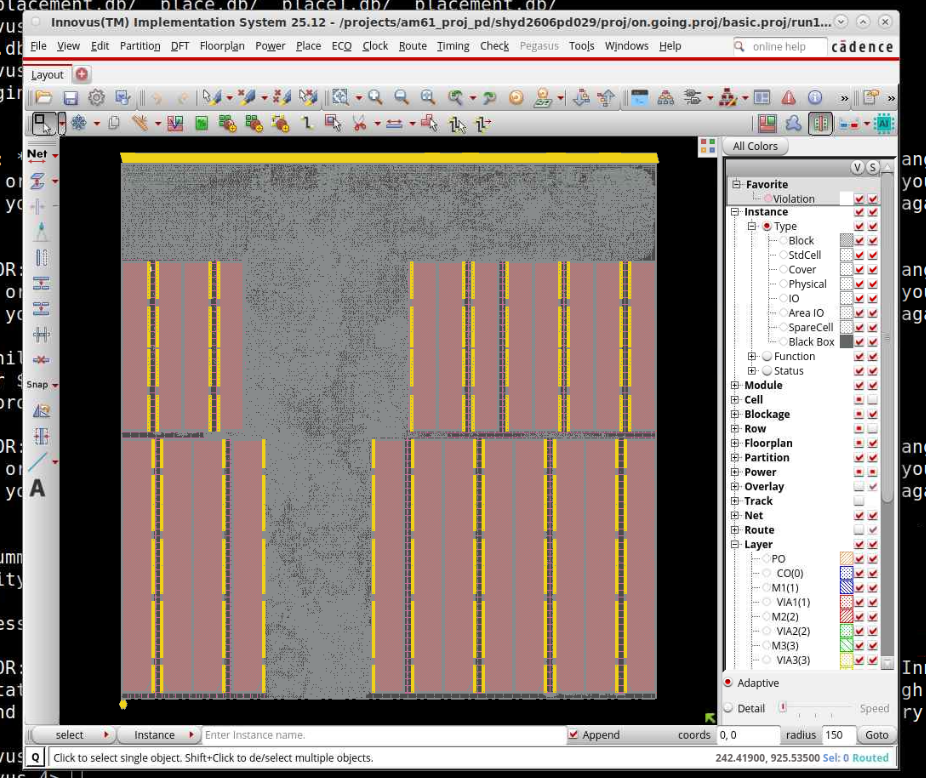 placement.db/  place.db/  place1.db/  placement.db/
Innovus(TM) Implementation System 25.12 - /projects/am61_proj_pd/shyd2606pd029/proj/on.going.proj/basic.proj/run1...
File View Edit Partition DFT Floorplan Power Place ECO Clock Route Timing Check Pegasus Tools Windows Help
online help
cādence
Layout
All Colors
V S
Favorite
Violation
Instance
Type
Block
StdCell
Cover
Physical
IO
Area IO
SpareCell
Black Box
Function
Status
Module
Cell
Blockage
Row
Floorplan
Partition
Power
Overlay
Track
Net
Route
Layer
PO
CO(0)
M1(1)
VIA1(1)
M2(2)
VIA2(2)
M3(3)
VIA3(3)
Net
Snap
A
Adaptive
Detail
Speed
select Instance Enter Instance name. Append coords 0, 0 radius 150 Goto
Q Click to select single object. Shift+Click to de/select multiple objects. 242.41900, 925.53500 Sel: 0 Routed